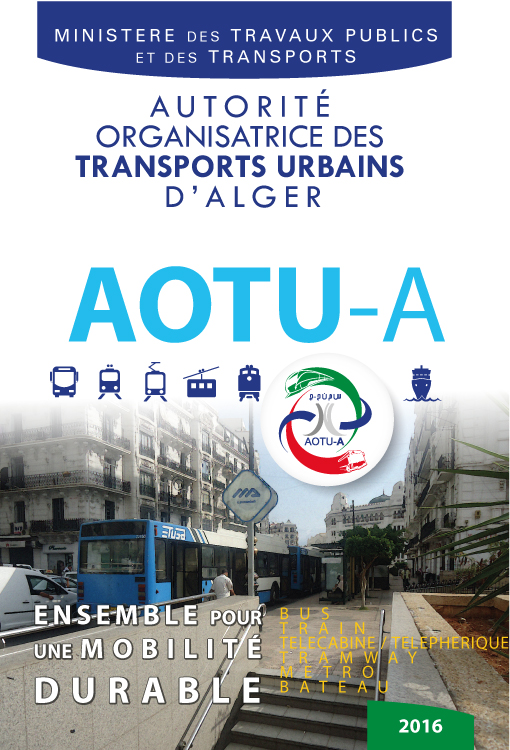 MINISTERE DES TRAVAUX PUBLICS
ET DES TRANSPORTS
AUTORITÉ
ORGANISATRICE DES
TRANSPORTS URBAINS
D'ALGER
AOTU-A
AOTU-A
ETUSA
ENSEMBLE POUR
UNE MOBILITÉ
DURABLE
BUS
TRAIN
TELECABINE / TELEPHERIQUE
TRAMWAY
METRO
BATEAU
2016